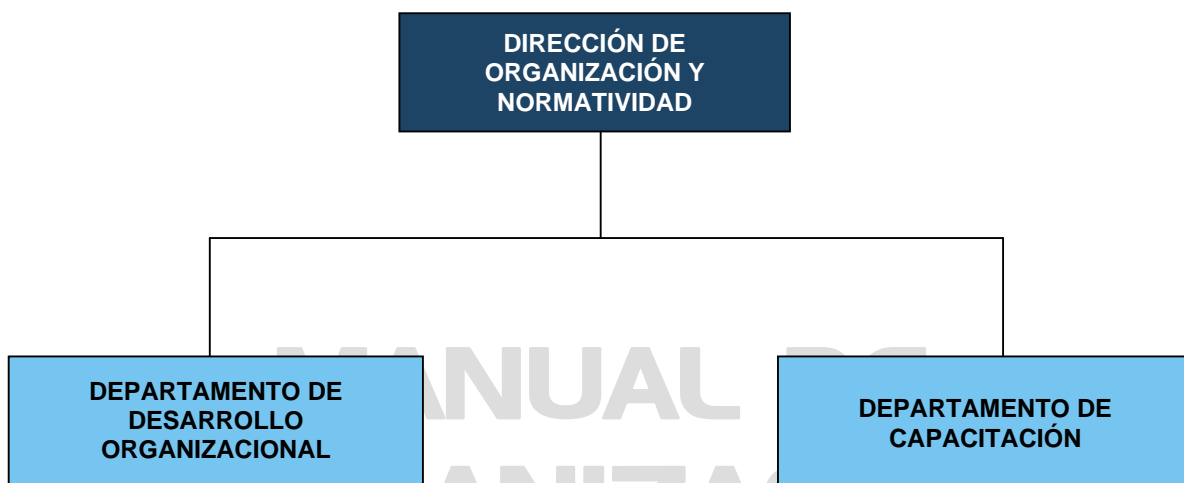 DIRECCIÓN DE
ORGANIZACIÓN Y
NORMATIVIDAD
MANUAL DE
DEPARTAMENTO DE
DESARROLLO
ORGANIZACIONAL
DEPARTAMENTO DE
CAPACITACIÓN